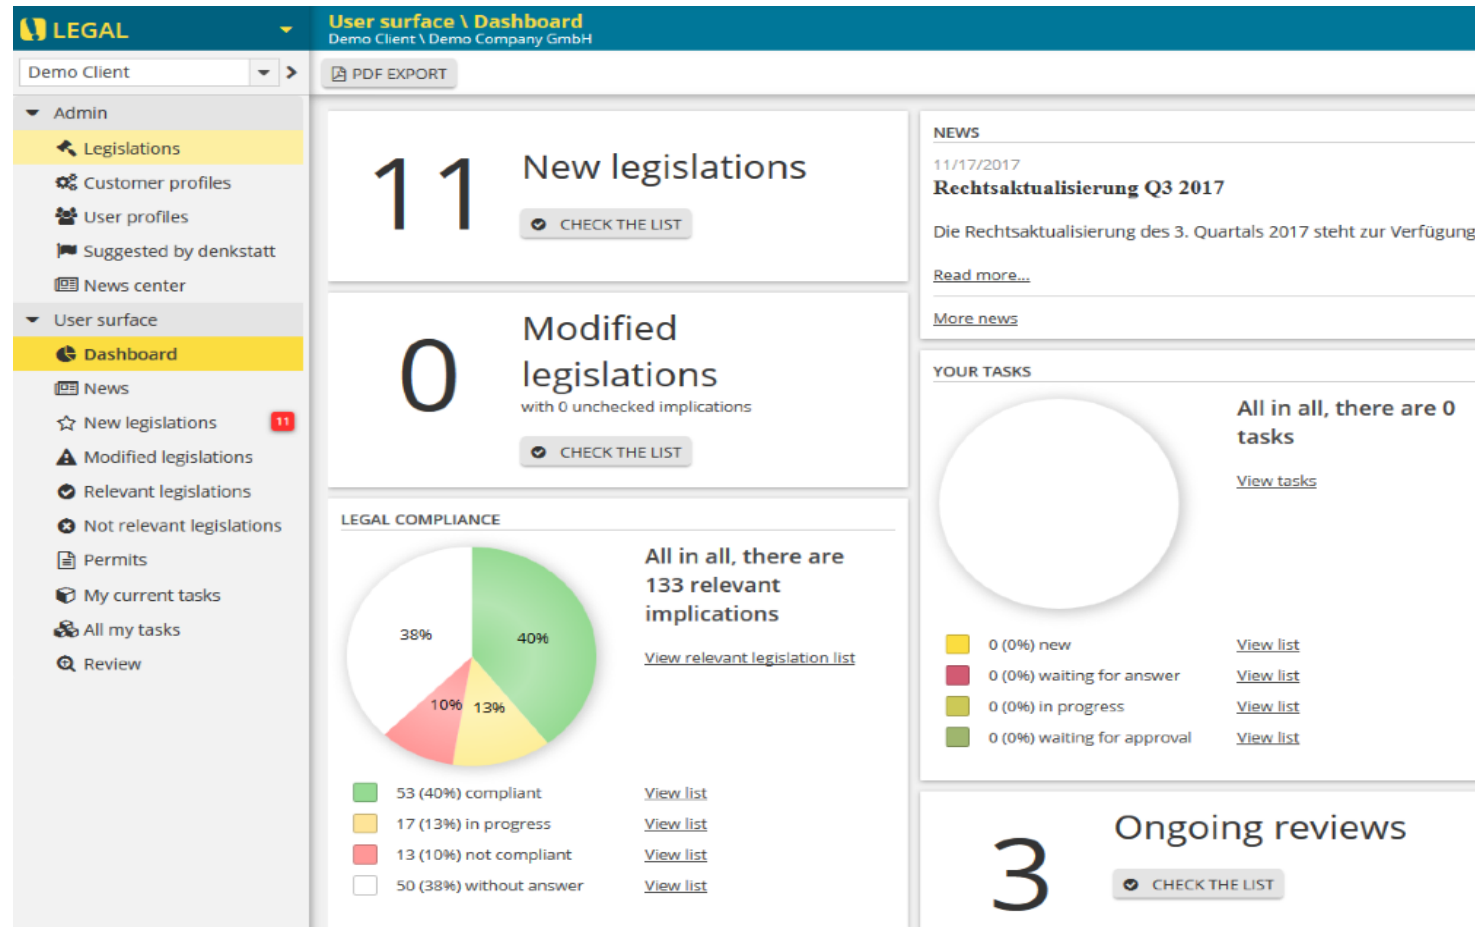 LEGAL
User surface \ Dashboard
Demo Client \ Demo Company GmbH
Demo Client
PDF EXPORT
Admin
Legislations
Customer profiles
User profiles
Suggested by denkstatt
News center
User surface
Dashboard
News
New legislations 11
Modified legislations
Relevant legislations
Not relevant legislations
Permits
My current tasks
All my tasks
Review
11
New legislations
CHECK THE LIST
0
Modified
legislations
with 0 unchecked implications
CHECK THE LIST
LEGAL COMPLIANCE
38%
40%
10%
13%
All in all, there are
133 relevant
implications
View relevant legislation list
53 (40%) compliant View list
17 (13%) in progress View list
13 (10%) not compliant View list
50 (38%) without answer View list
NEWS
11/17/2017
Rechtsaktualisierung Q3 2017
Die Rechtsaktualisierung des 3. Quartals 2017 steht zur Verfügung
Read more...
More news
YOUR TASKS
All in all, there are 0
tasks
View tasks
0 (0%) new View list
0 (0%) waiting for answer View list
0 (0%) in progress View list
0 (0%) waiting for approval View list
3
Ongoing reviews
CHECK THE LIST